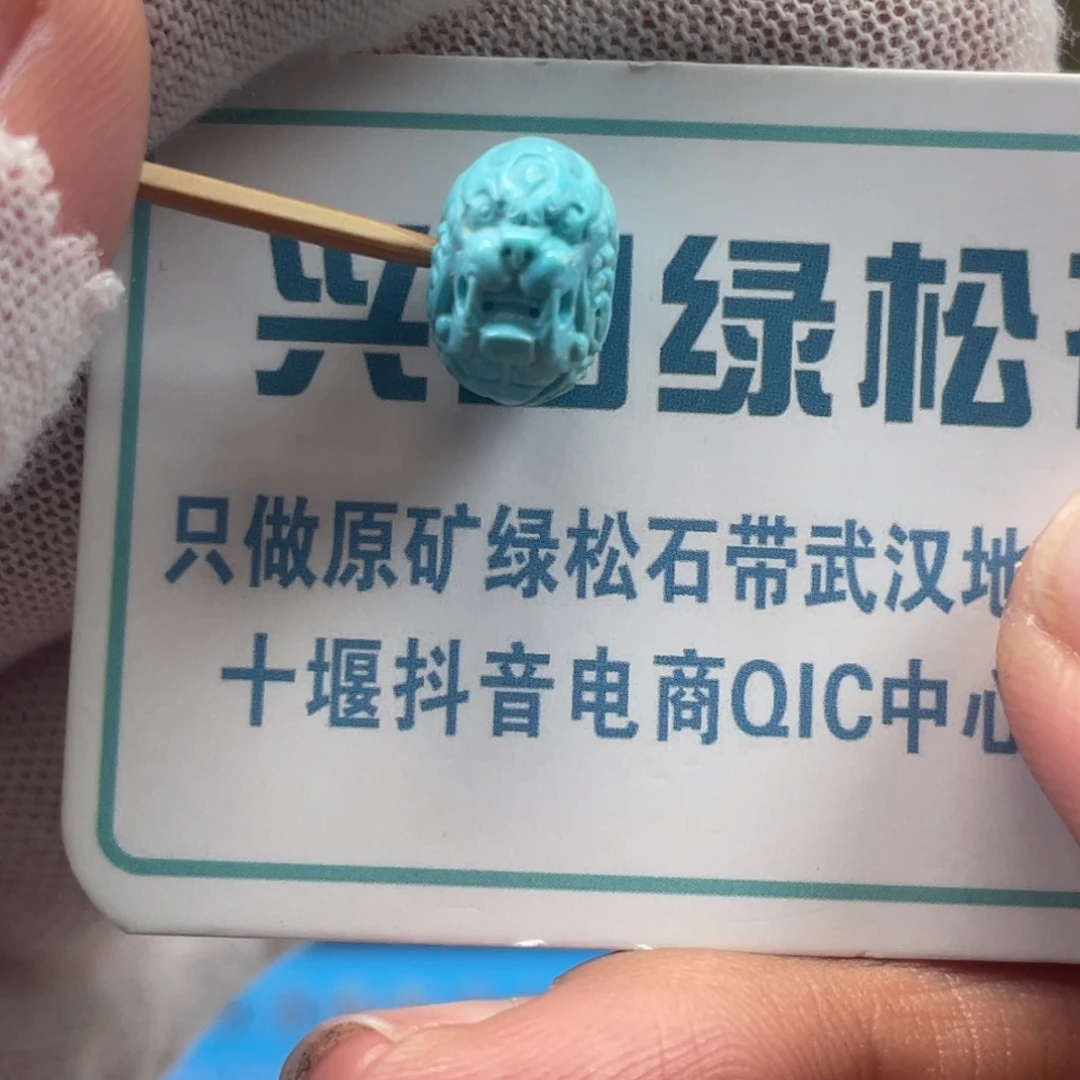 兴 绿松
只做原矿绿松石带武汉地
十堰抖音电商QIC中心